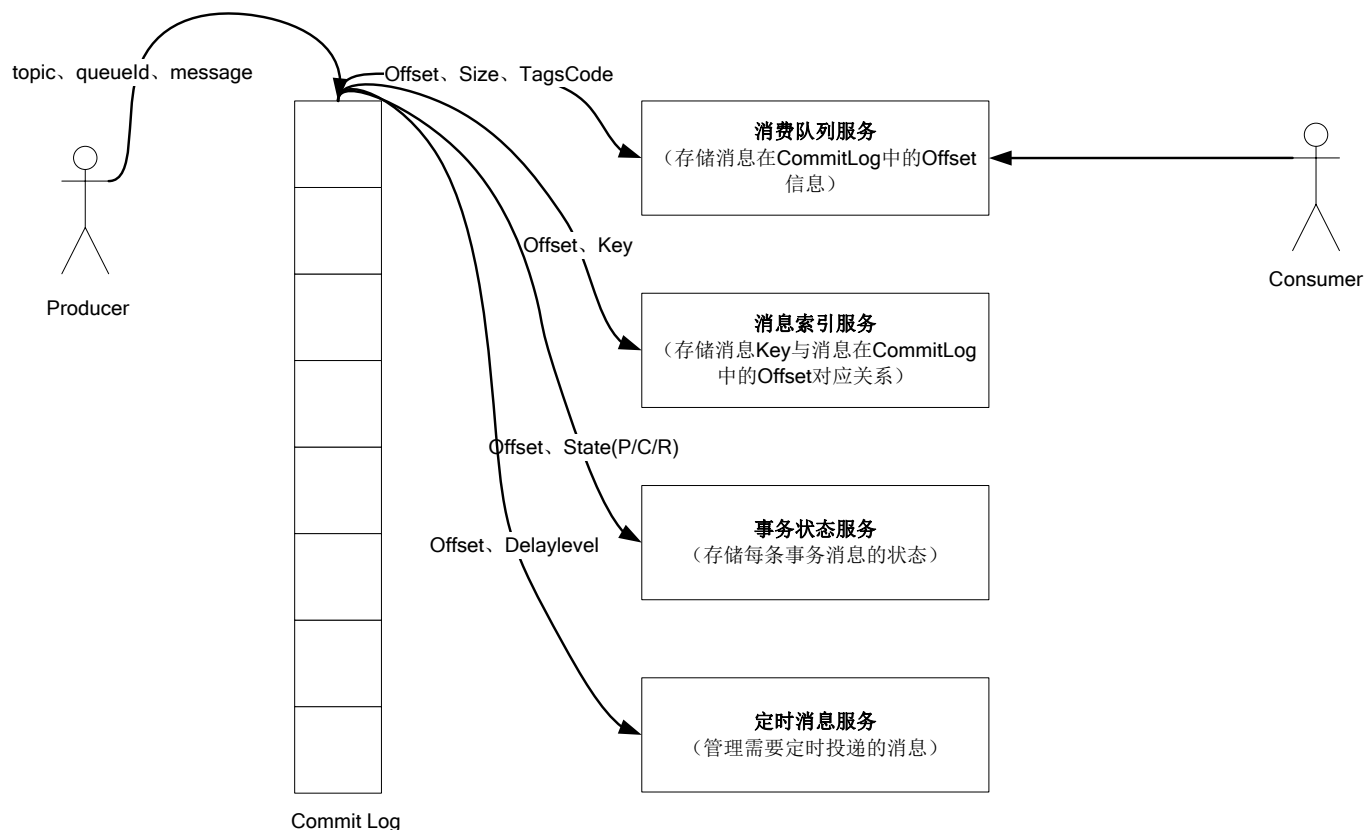 topic、queueId、message
Offset、Size、TagsCode
消费队列服务
（存储消息在CommitLog中的Offset
信息）
Offset、Key
Producer
Consumer
消息索引服务
（存储消息Key与消息在CommitLog
中的Offset对应关系）
Offset、State(P/C/R)
事务状态服务
（存储每条事务消息的状态）
Offset、Delaylevel
定时消息服务
（管理需要定时投递的消息）
Commit Log